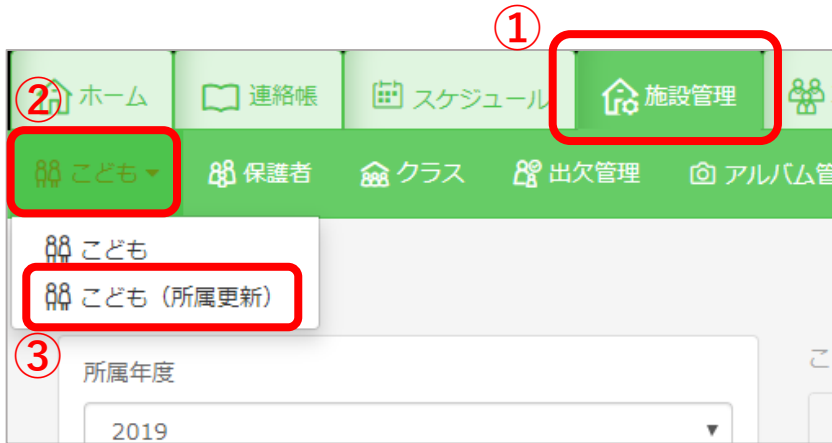 ①
ホーム 連絡帳 スケジュール 施設管理
②
こども 保護者 クラス 出欠管理 アルバム管
こども
こども（所属更新）
③
所属年度
こ
2019